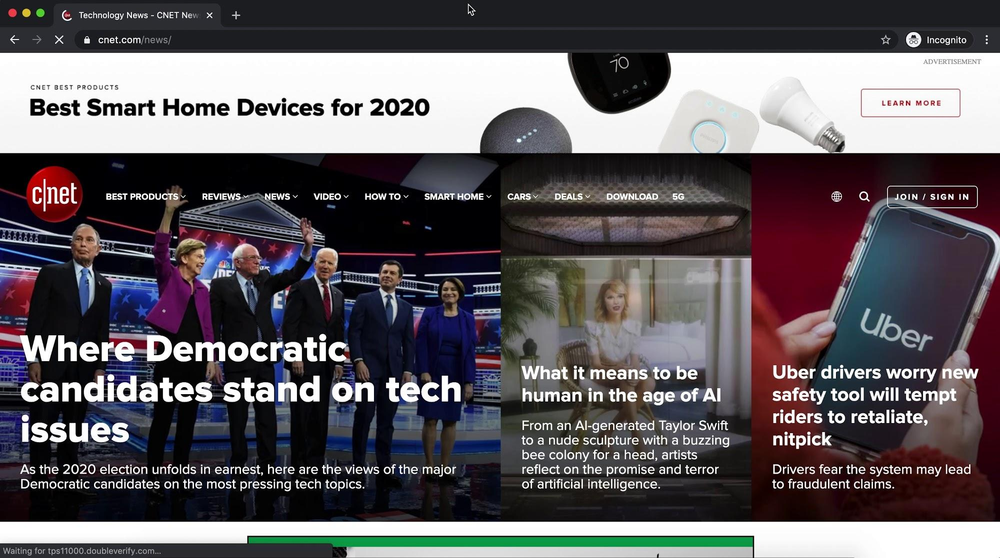 Technology News - CNET New
cnet.com/news/
Incognito
ADVERTISEMENT
CNET BEST PRODUCTS
Best Smart Home Devices for 2020
70
ecobee
PHILIPS
LEARN MORE
c|net
BEST PRODUCTS
REVIEWS
NEWS
VIDEO
HOW TO
SMART HOME
CARS
DEALS
DOWNLOAD
5G
JOIN / SIGN IN
Uber
Where Democratic
candidates stand on tech
issues
As the 2020 election unfolds in earnest, here are the views of the major
Democratic candidates on the most pressing tech topics.
What it means to be
human in the age of AI
From an AI-generated Taylor Swift
to a nude sculpture with a buzzing
bee colony for a head, artists
reflect on the promise and terror
of artificial intelligence.
Uber drivers worry new
safety tool will tempt
riders to retaliate,
nitpick
Drivers fear the system may lead
to fraudulent claims.
Waiting for tps11000.doubleverify.com...